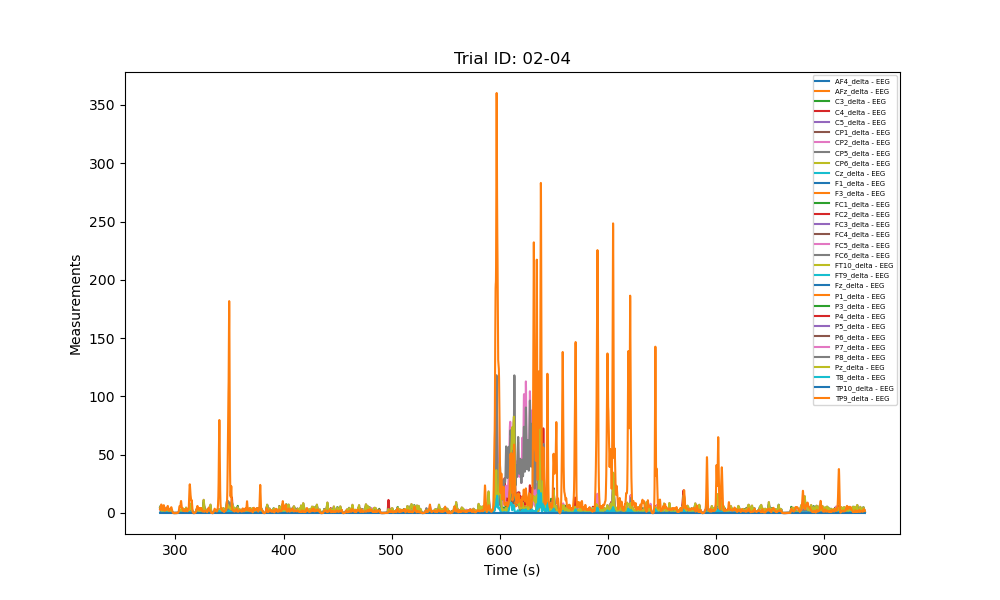 Trial ID: 02-04
Measurements
350
300
250
200
150
100
50
0
300 400 500 600 700 800 900
Time (s)
AF4_delta - EEG
AFz_delta - EEG
C3_delta - EEG
C4_delta - EEG
C5_delta - EEG
CP1_delta - EEG
CP2_delta - EEG
CP5_delta - EEG
CP6_delta - EEG
Cz_delta - EEG
F1_delta - EEG
F3_delta - EEG
FC1_delta - EEG
FC2_delta - EEG
FC3_delta - EEG
FC4_delta - EEG
FC5_delta - EEG
FC6_delta - EEG
FT10_delta - EEG
FT9_delta - EEG
Fz_delta - EEG
P1_delta - EEG
P3_delta - EEG
P4_delta - EEG
P5_delta - EEG
P6_delta - EEG
P7_delta - EEG
P8_delta - EEG
Pz_delta - EEG
T8_delta - EEG
TP10_delta - EEG
TP9_delta - EEG